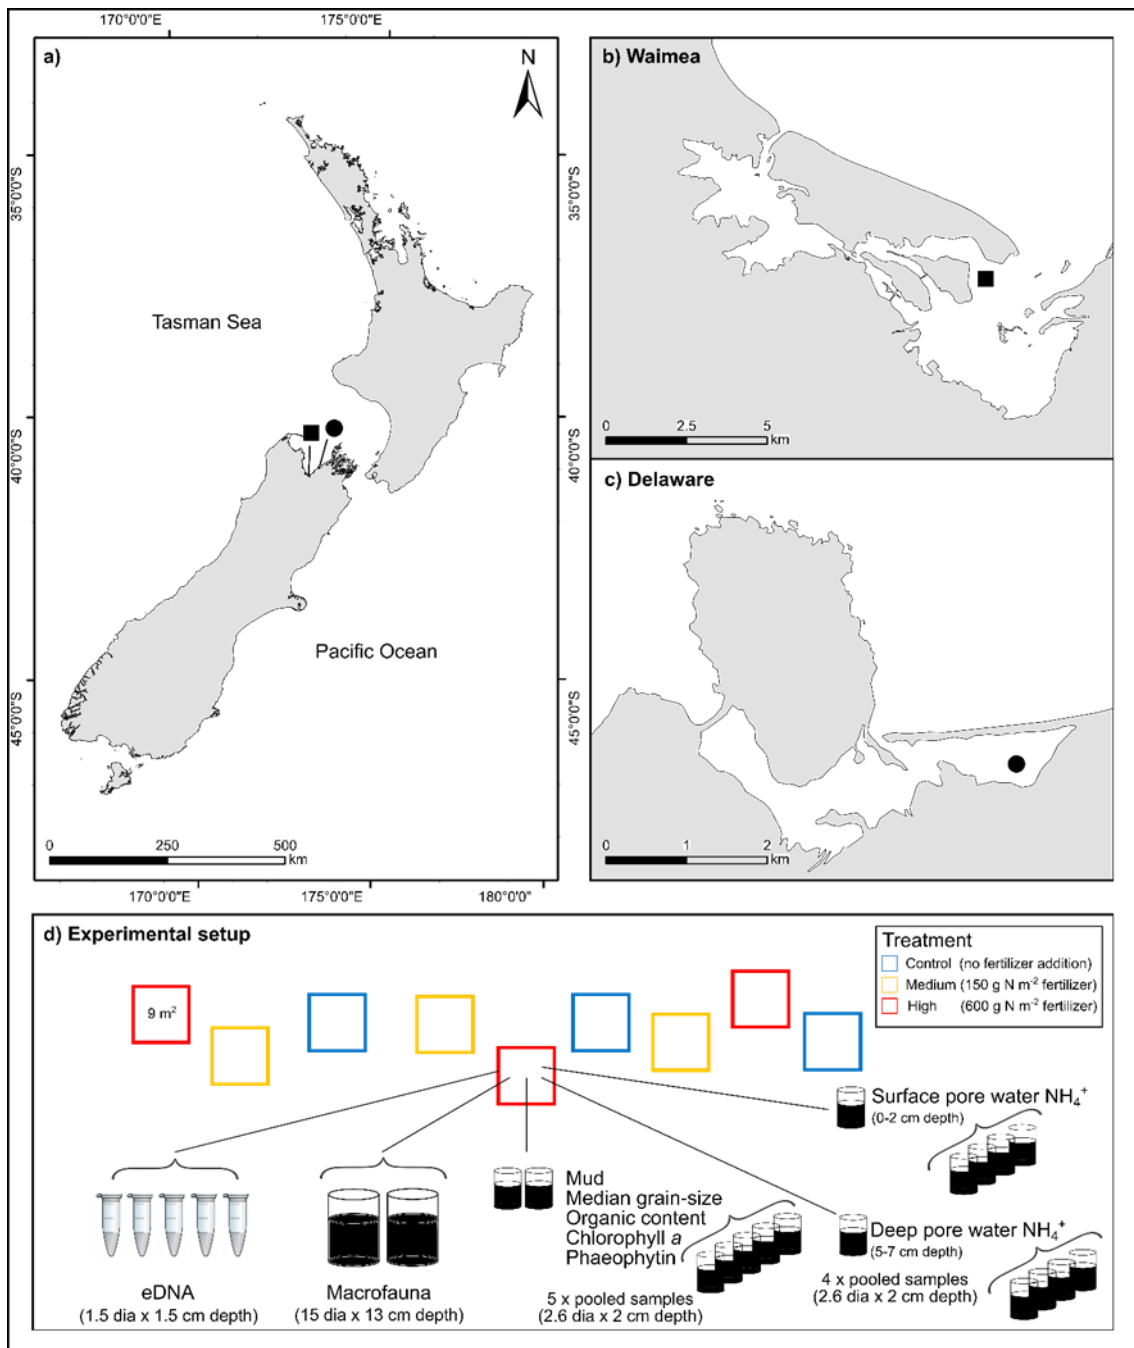 170°0'0"E 175°0'0"E
a)
N
35°0'0"S
40°0'0"S
45°0'0"S
Tasman Sea
Pacific Ocean
0 250 500
km
170°0'0"E 175°0'0"E 180°0'0"
35°0'0"S
40°0'0"S
45°0'0"S
b) Waimea
0 2.5 5
km
c) Delaware
0 1 2
km
d) Experimental setup
Treatment
Control (no fertilizer addition)
Medium (150 g N m⁻² fertilizer)
High (600 g N m⁻² fertilizer)
9 m²
Surface pore water NH₄⁺
(0-2 cm depth)
Mud
Median grain-size
Organic content
Chlorophyll a
Phaeophytin
Deep pore water NH₄⁺
(5-7 cm depth)
eDNA
(1.5 dia x 1.5 cm depth)
Macrofauna
(15 dia x 13 cm depth)
5 x pooled samples
(2.6 dia x 2 cm depth)
4 x pooled samples
(2.6 dia x 2 cm depth)